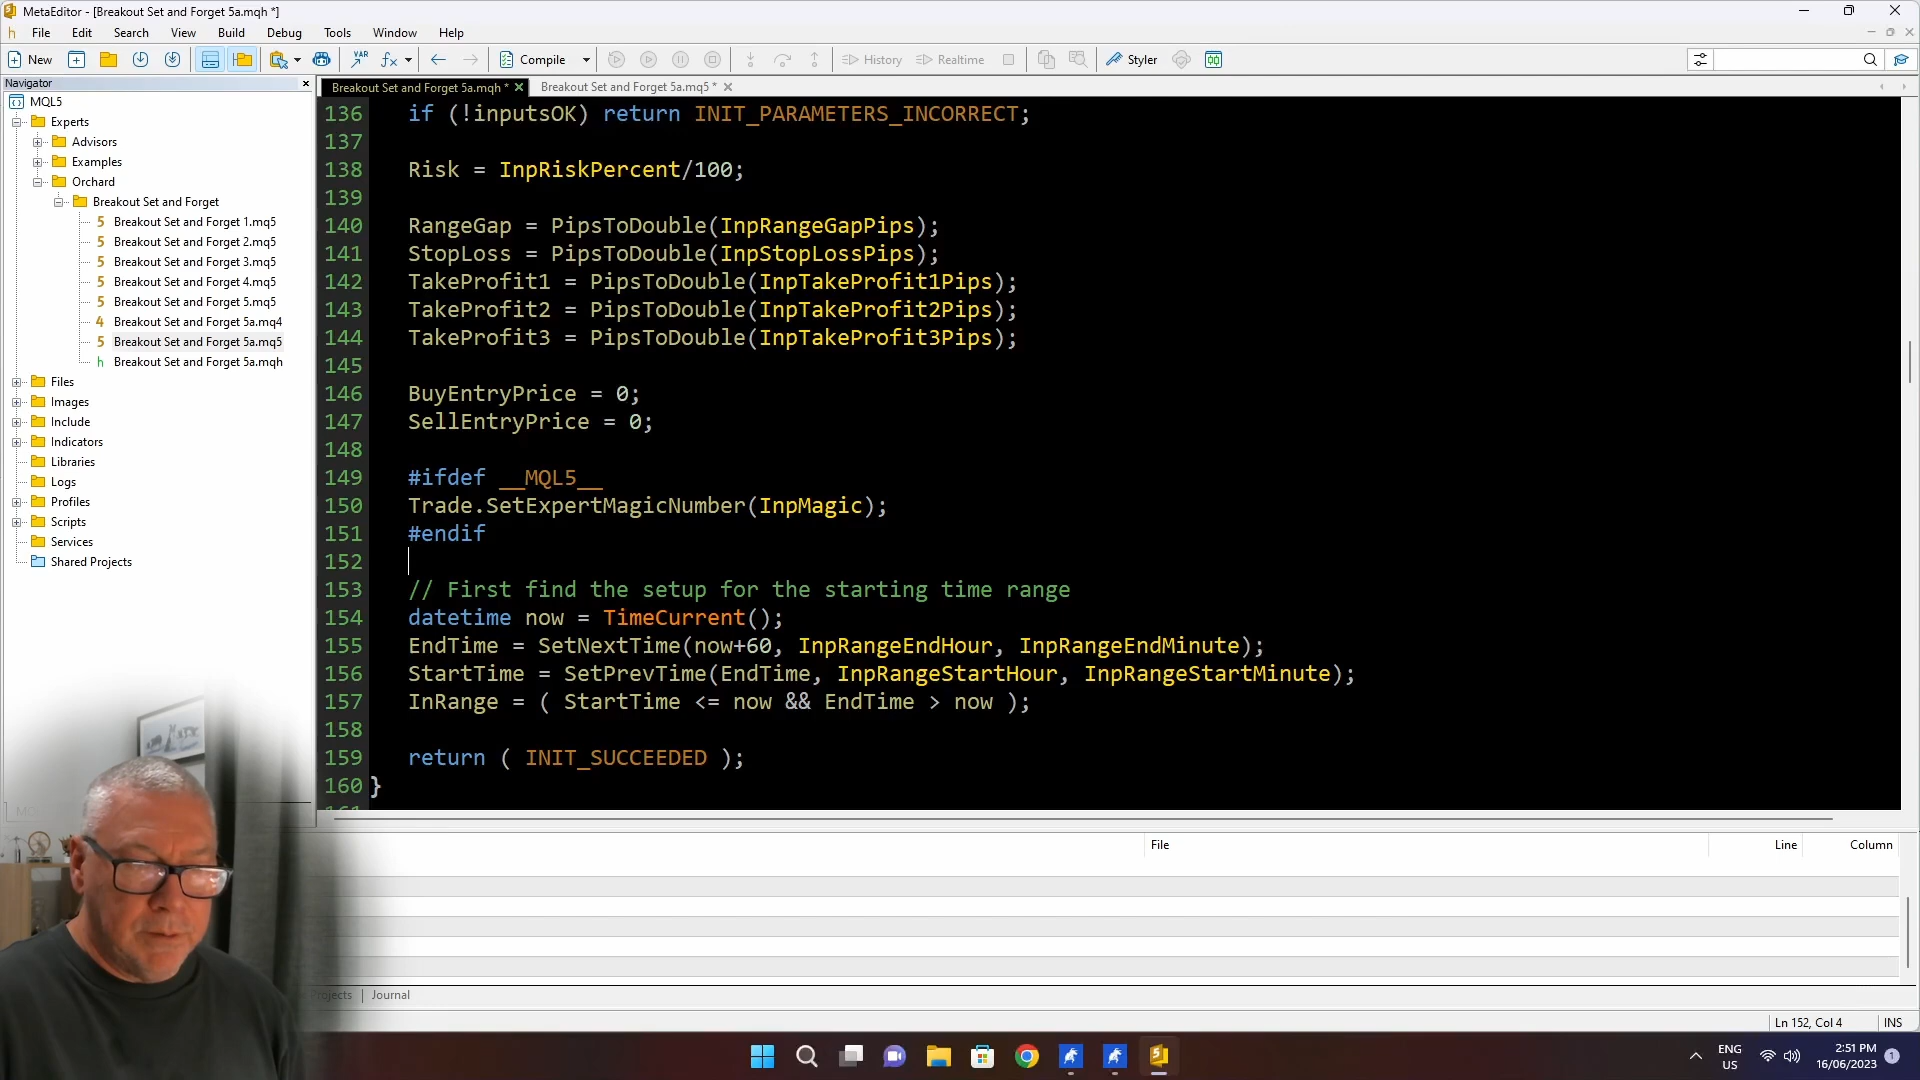 MetaEditor - [Breakout Set and Forget 5a.mqh *]
File Edit Search View Build Debug Tools Window Help
New VAR Compile History Realtime Styler
Navigator
Breakout Set and Forget 5a.mqh * Breakout Set and Forget 5a.mq5 *
MQL5
Experts
Advisors
Examples
Orchard
Breakout Set and Forget
5 Breakout Set and Forget 1.mq5
5 Breakout Set and Forget 2.mq5
5 Breakout Set and Forget 3.mq5
5 Breakout Set and Forget 4.mq5
5 Breakout Set and Forget 5.mq5
4 Breakout Set and Forget 5a.mq4
5 Breakout Set and Forget 5a.mq5
h Breakout Set and Forget 5a.mqh
Files
Images
Include
Indicators
Libraries
Logs
Profiles
Scripts
Services
Shared Projects
136 if (!inputsOK) return INIT_PARAMETERS_INCORRECT;
137
138 Risk = InpRiskPercent/100;
139
140 RangeGap = PipsToDouble(InpRangeGapPips);
141 StopLoss = PipsToDouble(InpStopLossPips);
142 TakeProfit1 = PipsToDouble(InpTakeProfit1Pips);
143 TakeProfit2 = PipsToDouble(InpTakeProfit2Pips);
144 TakeProfit3 = PipsToDouble(InpTakeProfit3Pips);
145
146 BuyEntryPrice = 0;
147 SellEntryPrice = 0;
148
149 #ifdef __MQL5__
150 Trade.SetExpertMagicNumber(InpMagic);
151 #endif
152
153 // First find the setup for the starting time range
154 datetime now = TimeCurrent();
155 EndTime = SetNextTime(now+60, InpRangeEndHour, InpRangeEndMinute);
156 StartTime = SetPrevTime(EndTime, InpRangeStartHour, InpRangeStartMinute);
157 InRange = ( StartTime <= now && EndTime > now );
158
159 return ( INIT_SUCCEEDED );
160 }
File Line Column
Journal
Ln 152, Col 4 INS
ENG
US
2:51 PM
16/06/2023